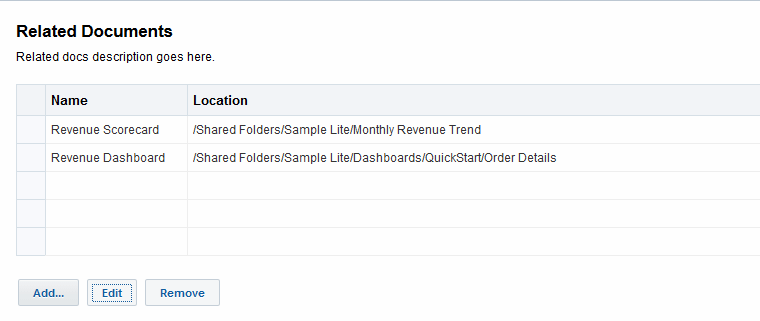 Related Documents
Related docs description goes here.
Name Location
Revenue Scorecard /Shared Folders/Sample Lite/Monthly Revenue Trend
Revenue Dashboard /Shared Folders/Sample Lite/Dashboards/QuickStart/Order Details
Add... Edit Remove